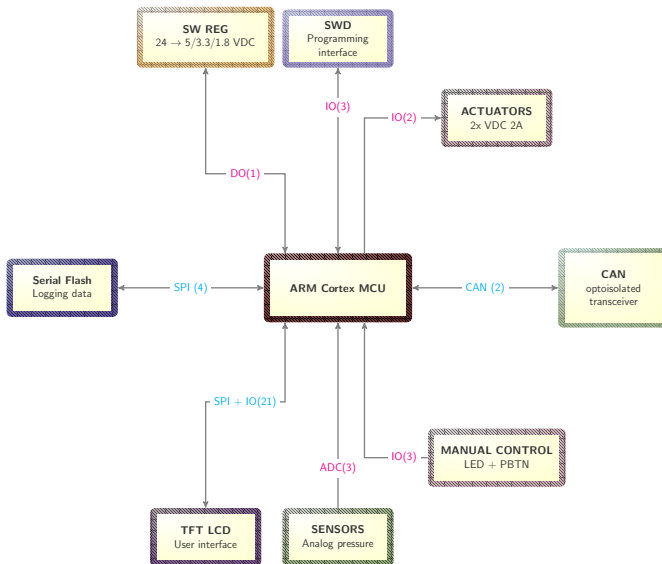 SW REG
24 → 5/3.3/1.8 VDC
SWD
Programming
interface
IO(3)
ACTUATORS
2x VDC 2A
IO(2)
DO(1)
Serial Flash
Logging data
SPI (4)
ARM Cortex MCU
CAN (2)
CAN
optoisolated
transceiver
SPI + IO(21)
MANUAL CONTROL
LED + PBTN
IO(3)
ADC(3)
TFT LCD
User interface
SENSORS
Analog pressure